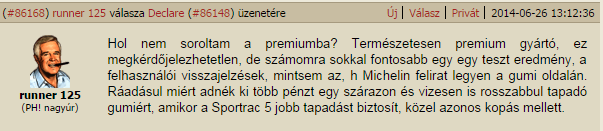 (#86168) runner 125 válasza Declare (#86148) üzenetére Új | Válasz | Privát | 2014-06-26 13:12:36
Hol nem soroltam a premiumba? Természetesen premium gyártó, ez
megkérdőjelezhetetlen, de számomra sokkal fontosabb egy egy teszt eredmény, a
felhasználói visszajelzések, mintsem az, h Michelin felirat legyen a gumi oldalán.
Ráadásul miért adnék ki több pénzt egy szárazon és vizesen is rosszabbul tapadó
gumiért, amikor a Sportrac 5 jobb tapadást biztosít, közel azonos kopás mellett.
runner 125
(PH! nagyúr)